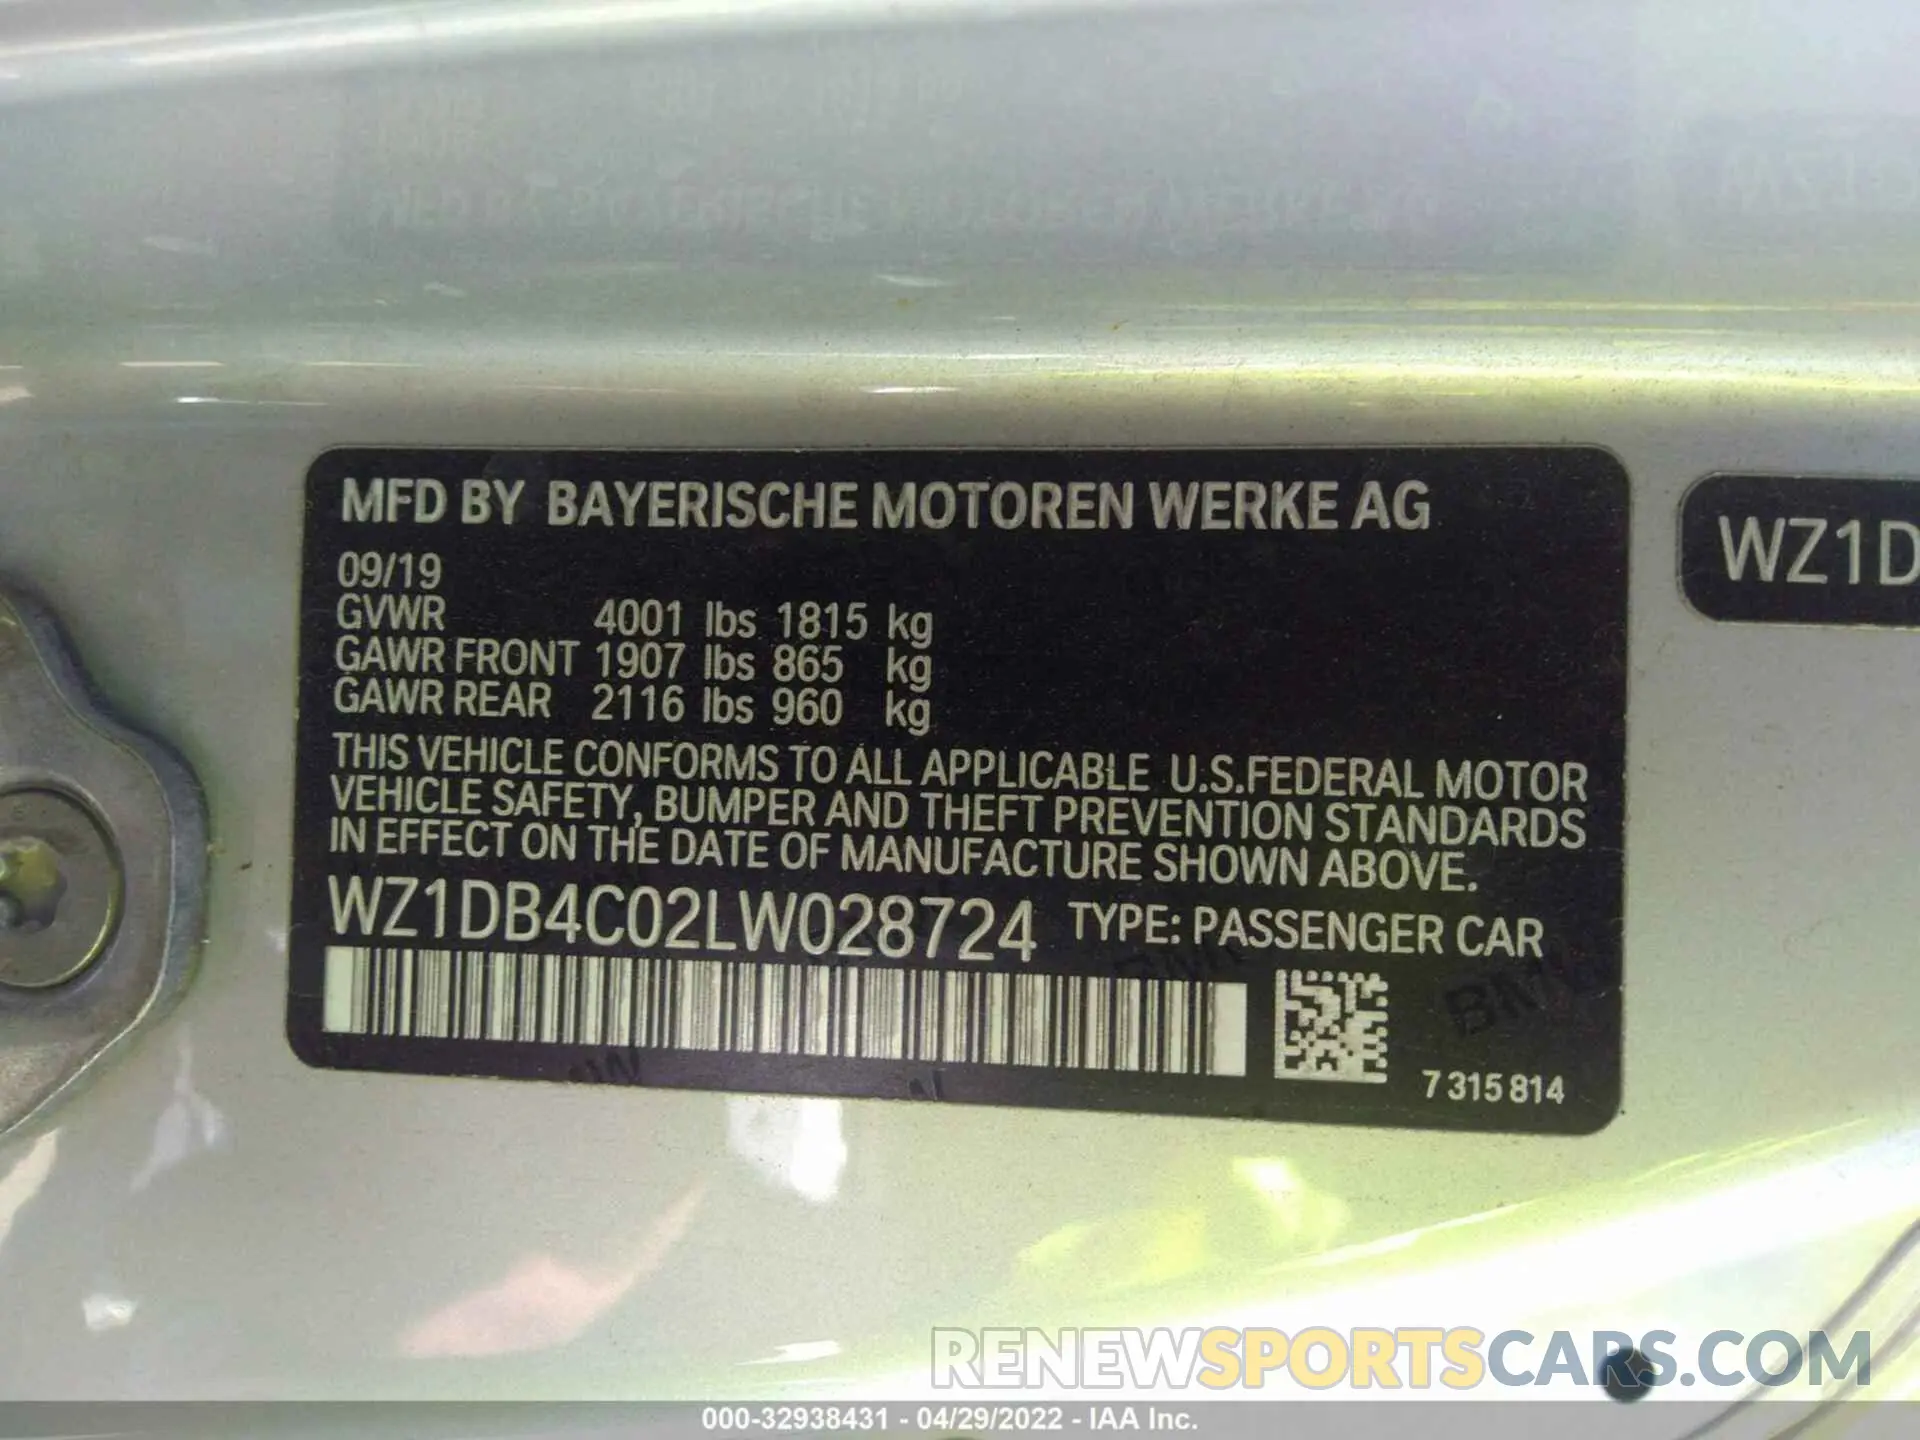 MFD BY BAYERISCHE MOTOREN WERKE AG
09/19
GVWR 4001 lbs 1815 kg
GAWR FRONT 1907 lbs 865 kg
GAWR REAR 2116 lbs 960 kg
THIS VEHICLE CONFORMS TO ALL APPLICABLE U.S.FEDERAL MOTOR
VEHICLE SAFETY, BUMPER AND THEFT PREVENTION STANDARDS
IN EFFECT ON THE DATE OF MANUFACTURE SHOWN ABOVE.
WZ1DB4C02LW028724 TYPE: PASSENGER CAR
7 315 814
WZ1D
RENEWSPORTSCARS.COM
000-32938431 - 04/29/2022 - IAA Inc.